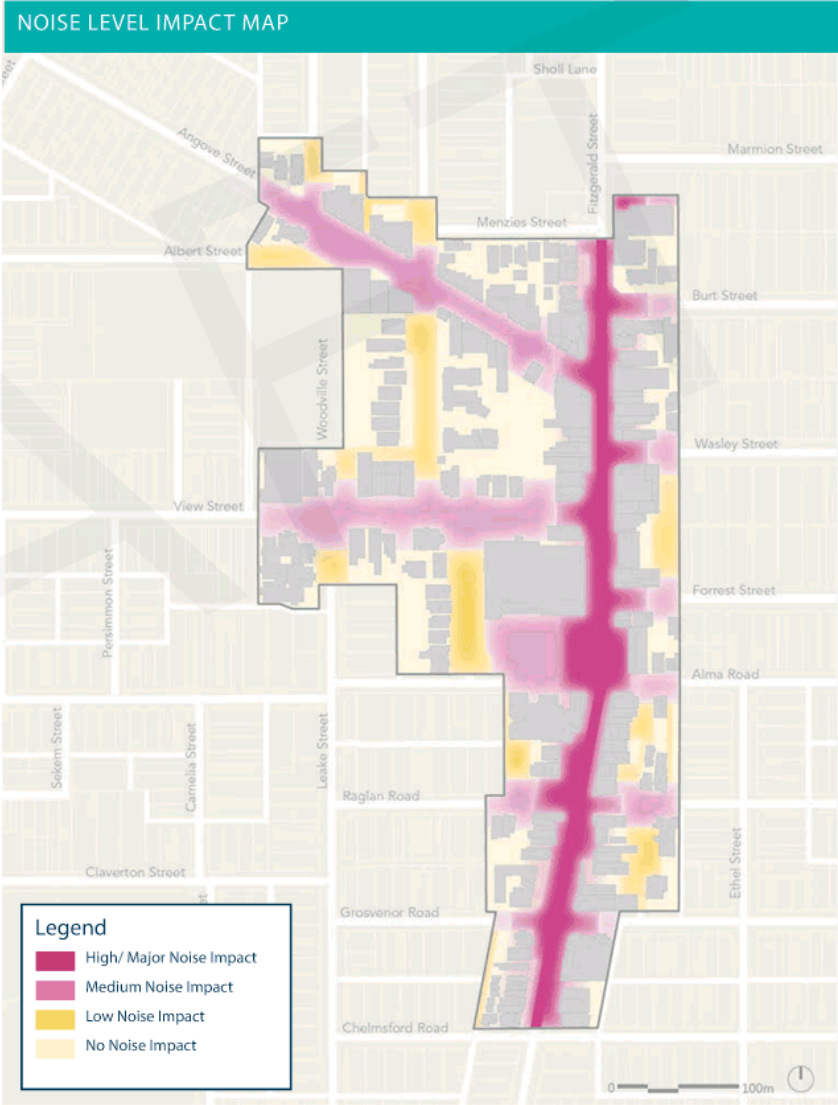 NOISE LEVEL IMPACT MAP
Sholl Lane
Angove Street
Fitzgerald Street
Marmion Street
Menzies Street
Albert Street
Burt Street
Woodville Street
Wasley Street
View Street
Persimmon Street
Forrest Street
Alma Road
Sekem Street
Camelia Street
Leake Street
Raglan Road
Ethel Street
Claverton Street
Grosvenor Road
Legend
High/ Major Noise Impact
Medium Noise Impact
Low Noise Impact
No Noise Impact
Chelmsford Road
0 100m